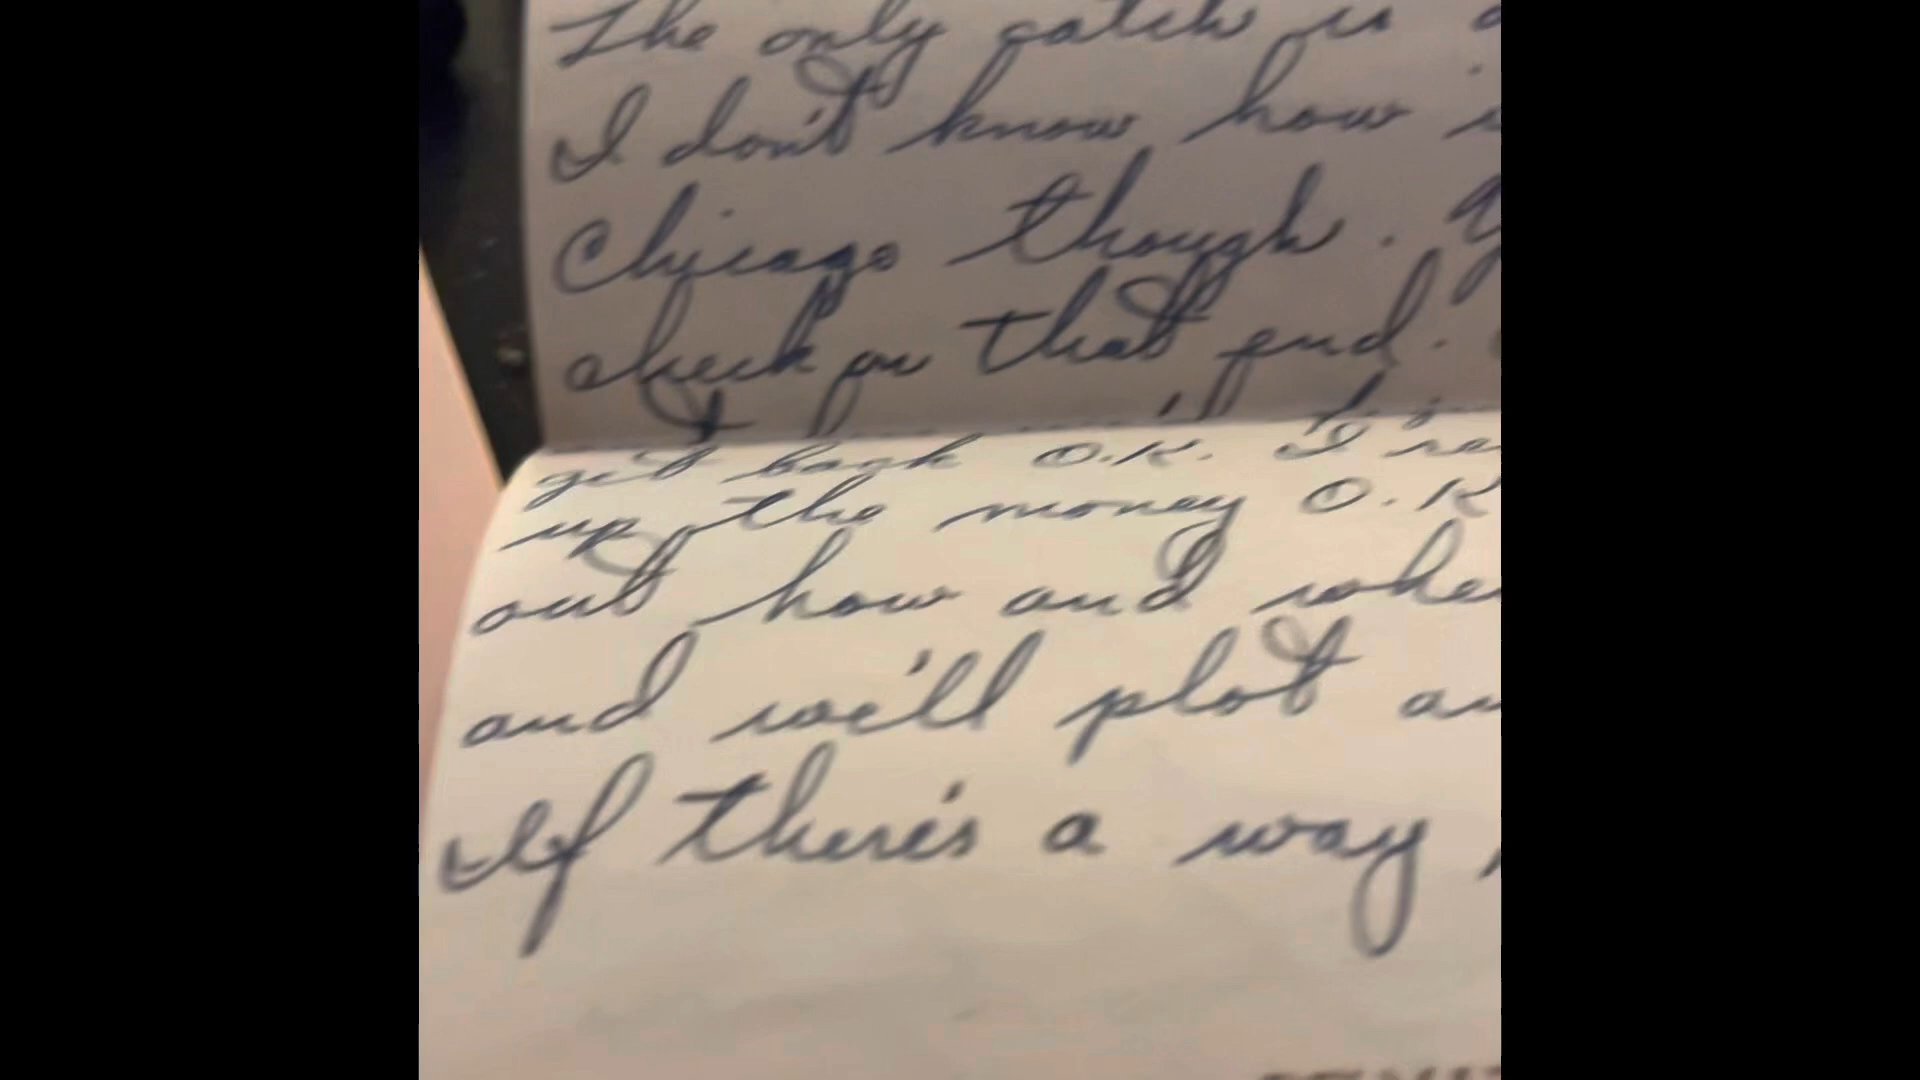 The only catch is
I don't know how
Chicago though.
check on that end.
get back O.K. I
up the money O.K
out how and
and we'll plot
If there's a way